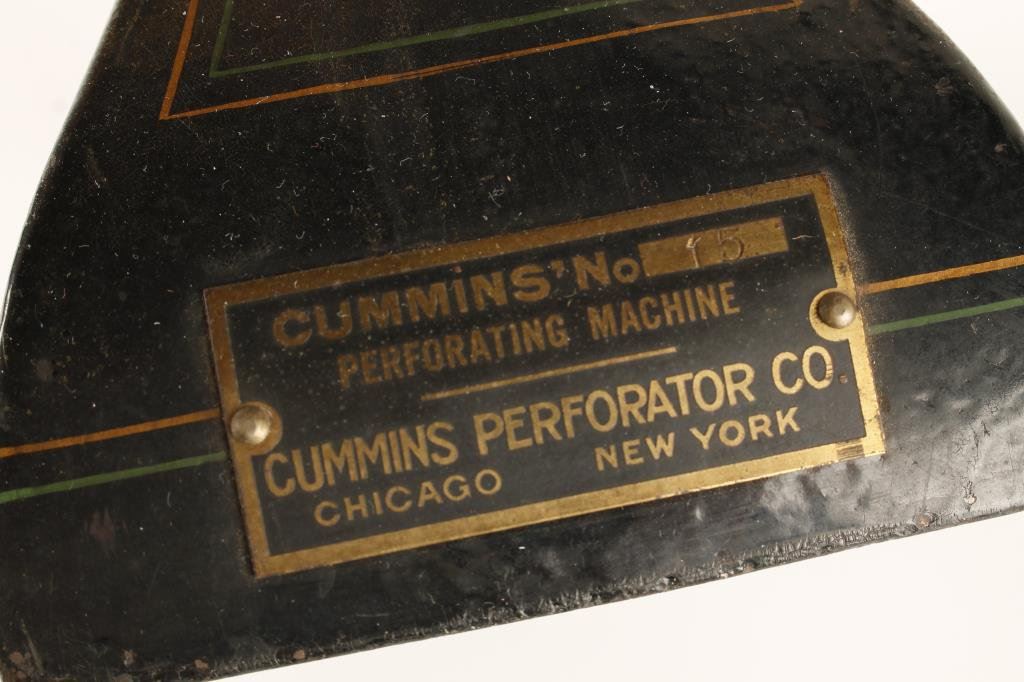 CUMMINS' No 15
PERFORATING MACHINE
CUMMINS PERFORATOR CO.
CHICAGO NEW YORK